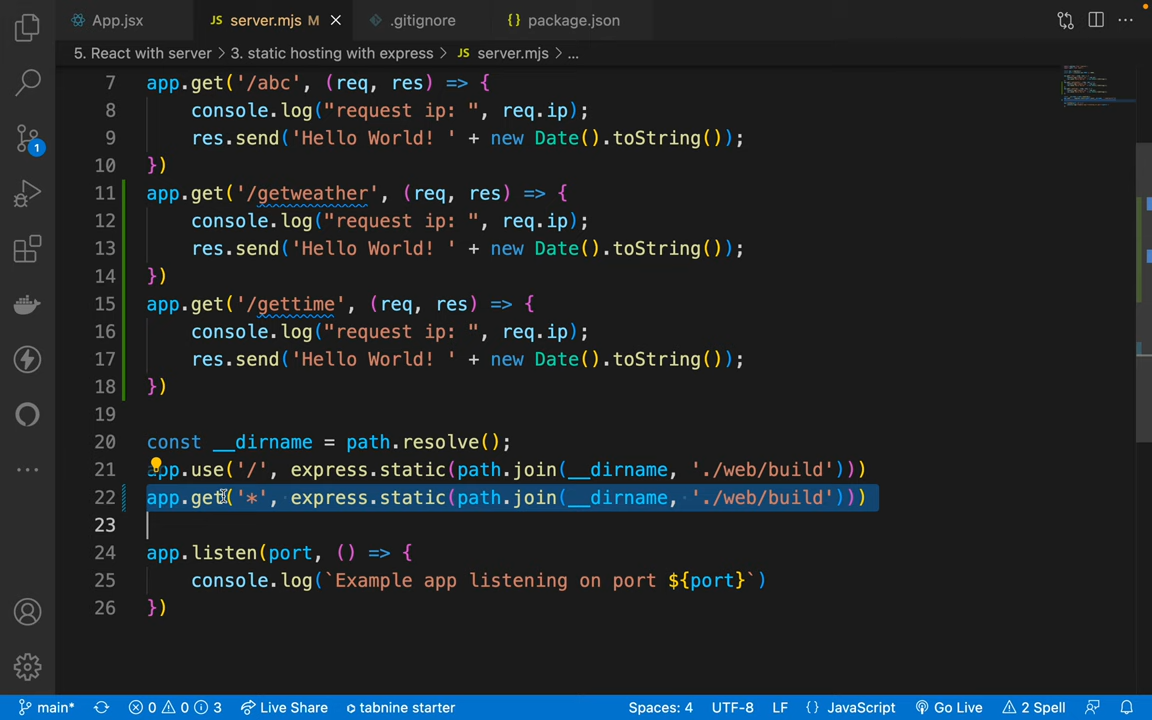 App.jsx
JS server.mjs M
.gitignore
{} package.json
5. React with server > 3. static hosting with express > JS server.mjs > ...
7 app.get('/abc', (req, res) => {
8 console.log("request ip: ", req.ip);
9 res.send('Hello World! ' + new Date().toString());
10 })
11 app.get('/getweather', (req, res) => {
12 console.log("request ip: ", req.ip);
13 res.send('Hello World! ' + new Date().toString());
14 })
15 app.get('/gettime', (req, res) => {
16 console.log("request ip: ", req.ip);
17 res.send('Hello World! ' + new Date().toString());
18 })
19
20 const __dirname = path.resolve();
21 app.use('/', express.static(path.join(__dirname, './web/build')))
22 app.get('*', express.static(path.join(__dirname, './web/build')))
23
24 app.listen(port, () => {
25 console.log(`Example app listening on port ${port}`)
26 })
1
main* 0 0 3 Live Share tabnine starter Spaces: 4 UTF-8 LF {} JavaScript Go Live 2 Spell